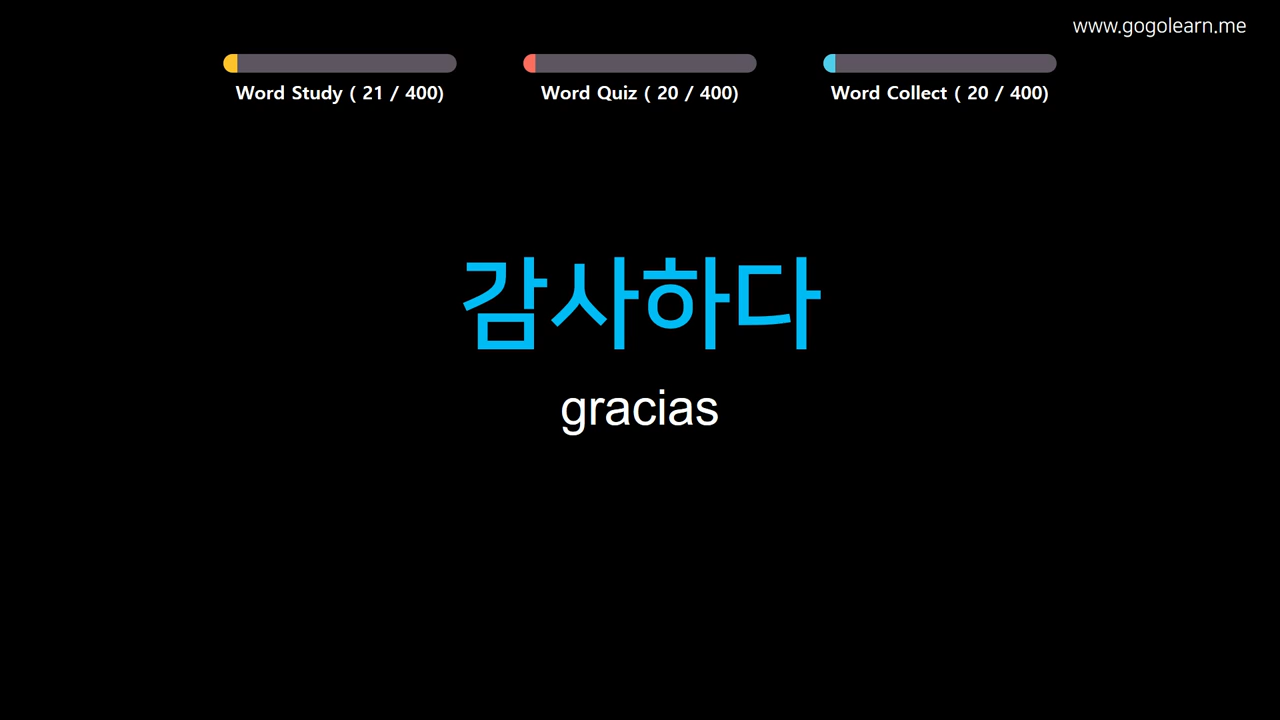 www.gogolearn.me
Word Study ( 21 / 400)
Word Quiz ( 20 / 400)
Word Collect ( 20 / 400)
감사하다
gracias